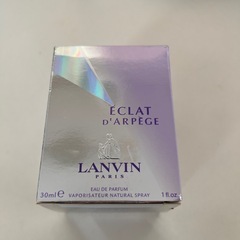 ÉCLAT
D'ARPÈGE
LANVIN
PARIS
30ml e 1 fl.oz.
EAU DE PARFUM
VAPORISATEUR NATURAL SPRAY